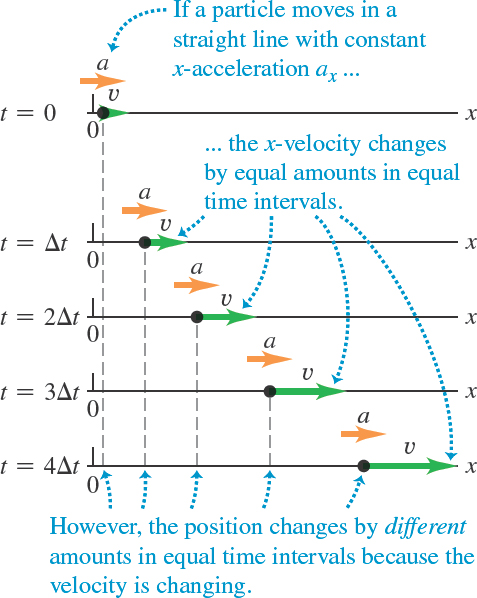 If a particle moves in a
straight line with constant
x-acceleration aₓ ...
a
v
t = 0
0
x
... the x-velocity changes
by equal amounts in equal
time intervals.
a
v
t = Δt
0
x
a
v
t = 2Δt
0
x
a
v
t = 3Δt
0
x
a
v
t = 4Δt
0
x
However, the position changes by different
amounts in equal time intervals because the
velocity is changing.